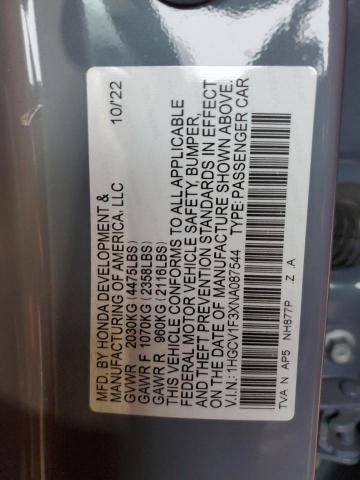 MFD. BY HONDA DEVELOPMENT & 10/22
MANUFACTURING OF AMERICA, LLC
GVWR 2030KG (4475LBS)
GAWR F 1070KG (2358LBS)
GAWR R 960KG (2116LBS)
THIS VEHICLE CONFORMS TO ALL APPLICABLE
FEDERAL MOTOR VEHICLE SAFETY, BUMPER,
AND THEFT PREVENTION STANDARDS IN EFFECT
ON THE DATE OF MANUFACTURE SHOWN ABOVE.
V.I.N.: 1HGCV1F3XNA087544 TYPE: PASSENGER CAR
TVA N AP5 NH877P Z A